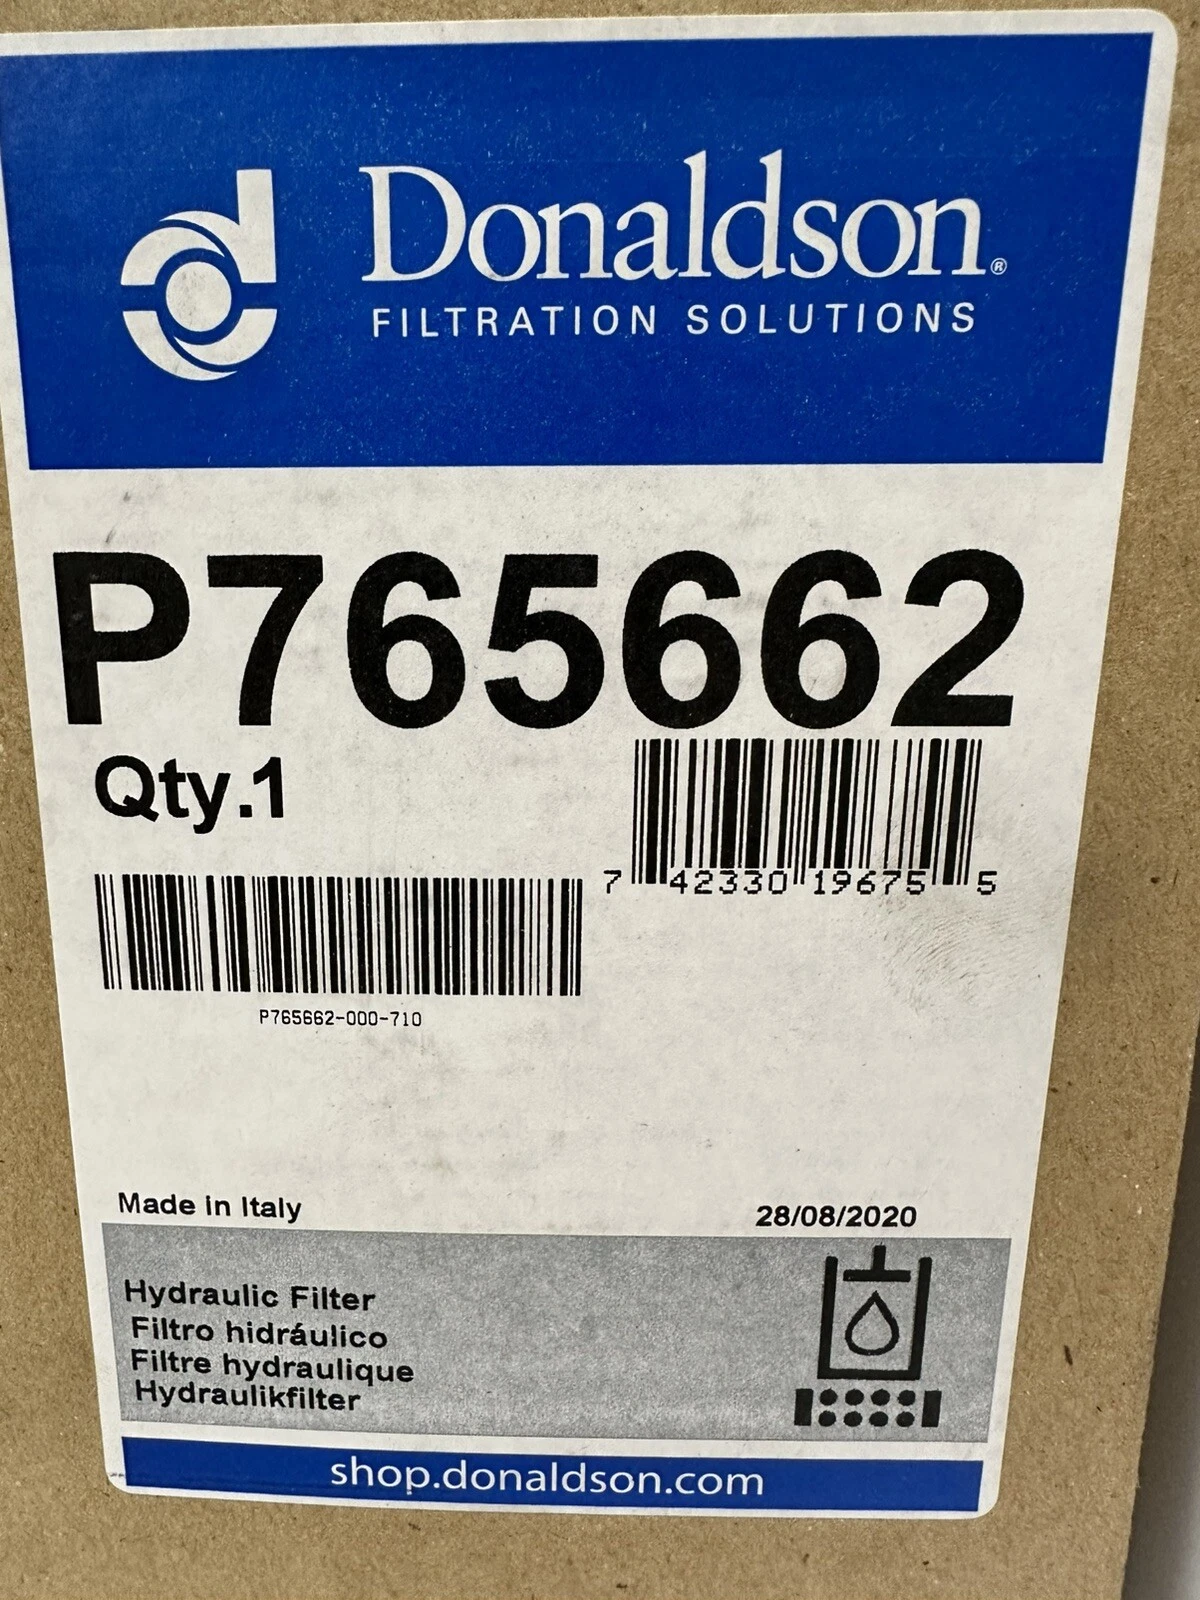 d
Donaldson®
FILTRATION SOLUTIONS
P765662
Qty.1
7 42330 19675 5
P765662-000-710
Made in Italy
28/08/2020
Hydraulic Filter
Filtro hidráulico
Filtre hydraulique
Hydraulikfilter
shop.donaldson.com